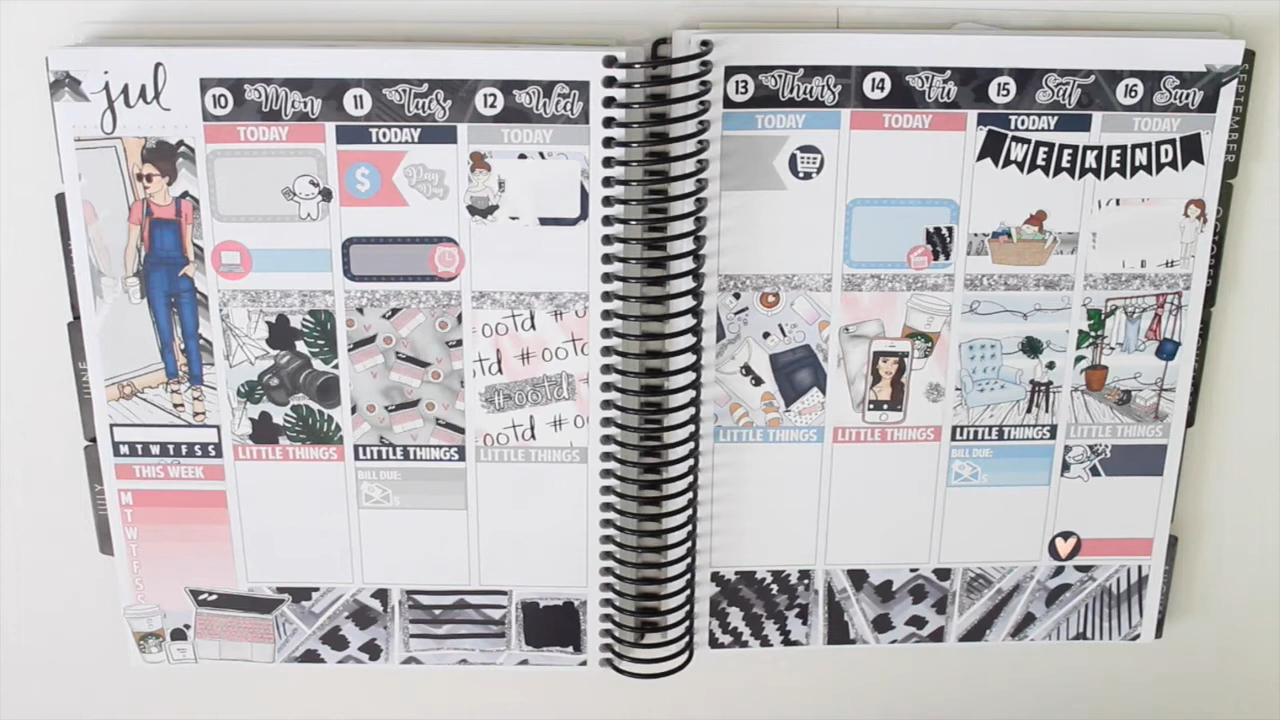 jul
10 Mon
11 Tues
12 Wed
13 Thurs
14 Fri
15 Sat
16 Sun
SEPTEMBER
TODAY
TODAY
TODAY
TODAY
TODAY
TODAY
TODAY
WEEKEND
$
Pay Day
OCTOBER
#ootd
#ootd
#ootd
#ootd
LITTLE THINGS
LITTLE THINGS
LITTLE THINGS
LITTLE THINGS
LITTLE THINGS
LITTLE THINGS
LITTLE THINGS
M T W T F S S
THIS WEEK
BILL DUE:
$
BILL DUE:
$
M
T
W
T
F
S
S
JUNE
JULY